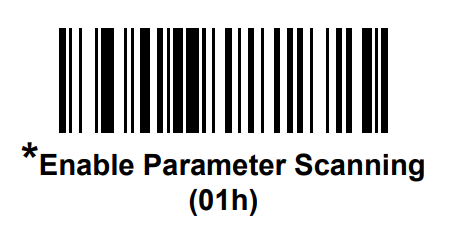 *Enable Parameter Scanning
(01h)